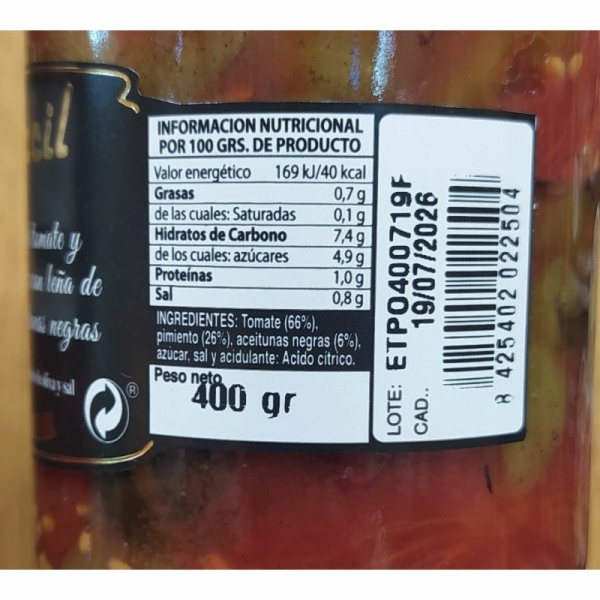 tomate y
leña de
negras
y sal
®
INFORMACION NUTRICIONAL
POR 100 GRS. DE PRODUCTO
Valor energético 169 kJ/40 kcal
Grasas 0,7 g
de las cuales: Saturadas 0,1 g
Hidratos de Carbono 7,4 g
de los cuales: azúcares 4,9 g
Proteínas 1,0 g
Sal 0,8 g
INGREDIENTES: Tomate (66%),
pimiento (26%), aceitunas negras (6%),
azucar, sal y acidulante: Acido cítrico.
Peso neto
400 gr
LOTE: ETPO400719F
CAD.. 19/07/2026
8 425402 022504